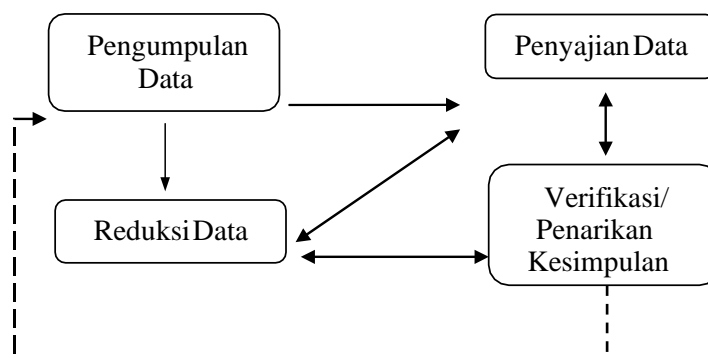 Pengumpulan
Data
Penyajian Data
Reduksi Data
Verifikasi/
Penarikan
Kesimpulan